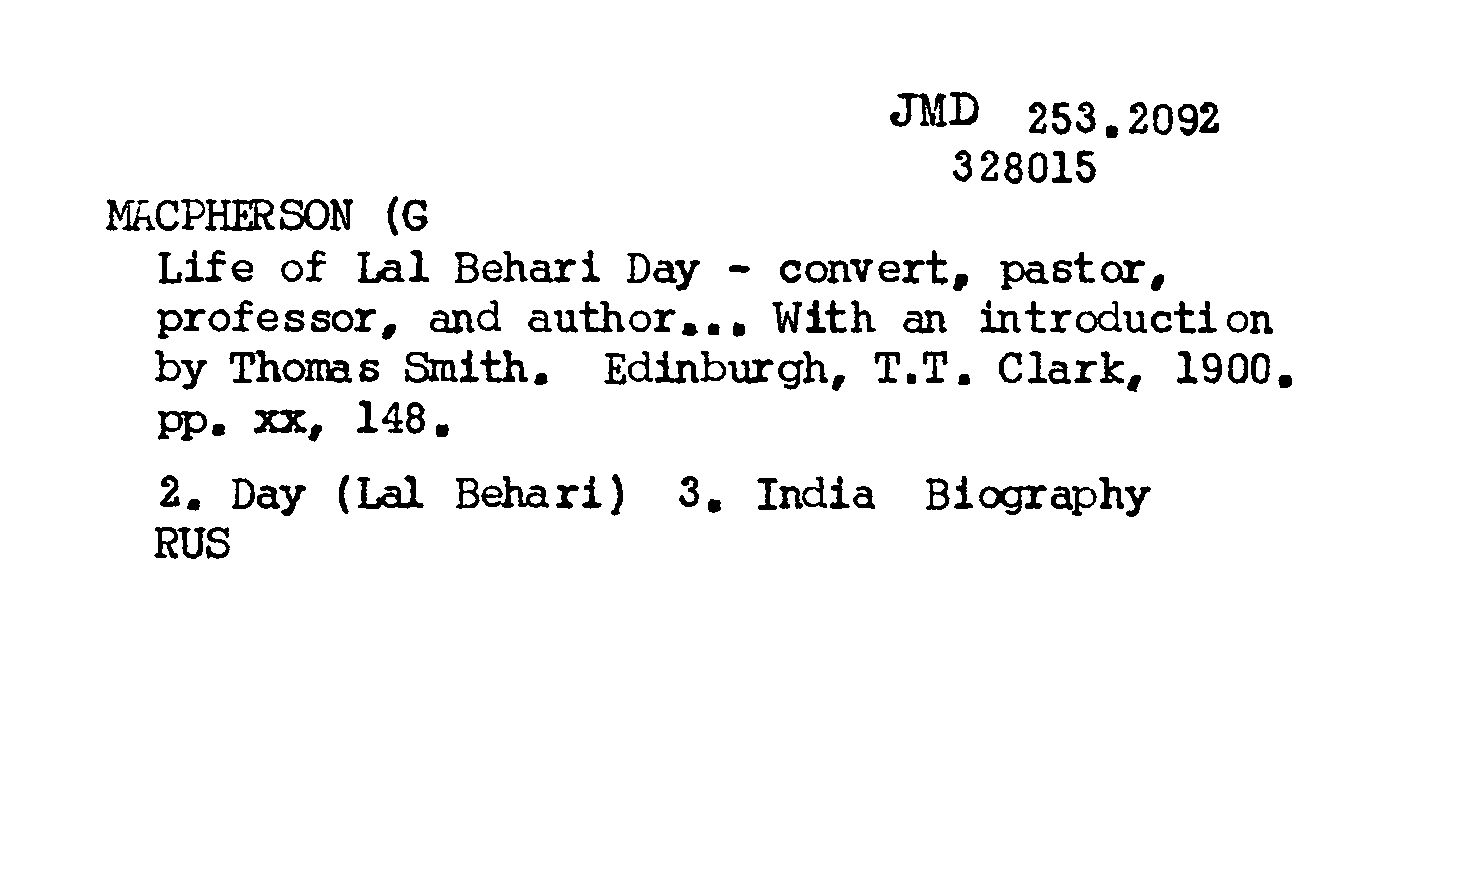 JMD 253.2092
328015
MACPHERSON (G
Life of Lal Behari Day - convert, pastor,
professor, and author... With an introduction
by Thomas Smith. Edinburgh, T.T. Clark, 1900.
pp. xx, 148.
2. Day (Lal Behari) 3. India Biography
RUS